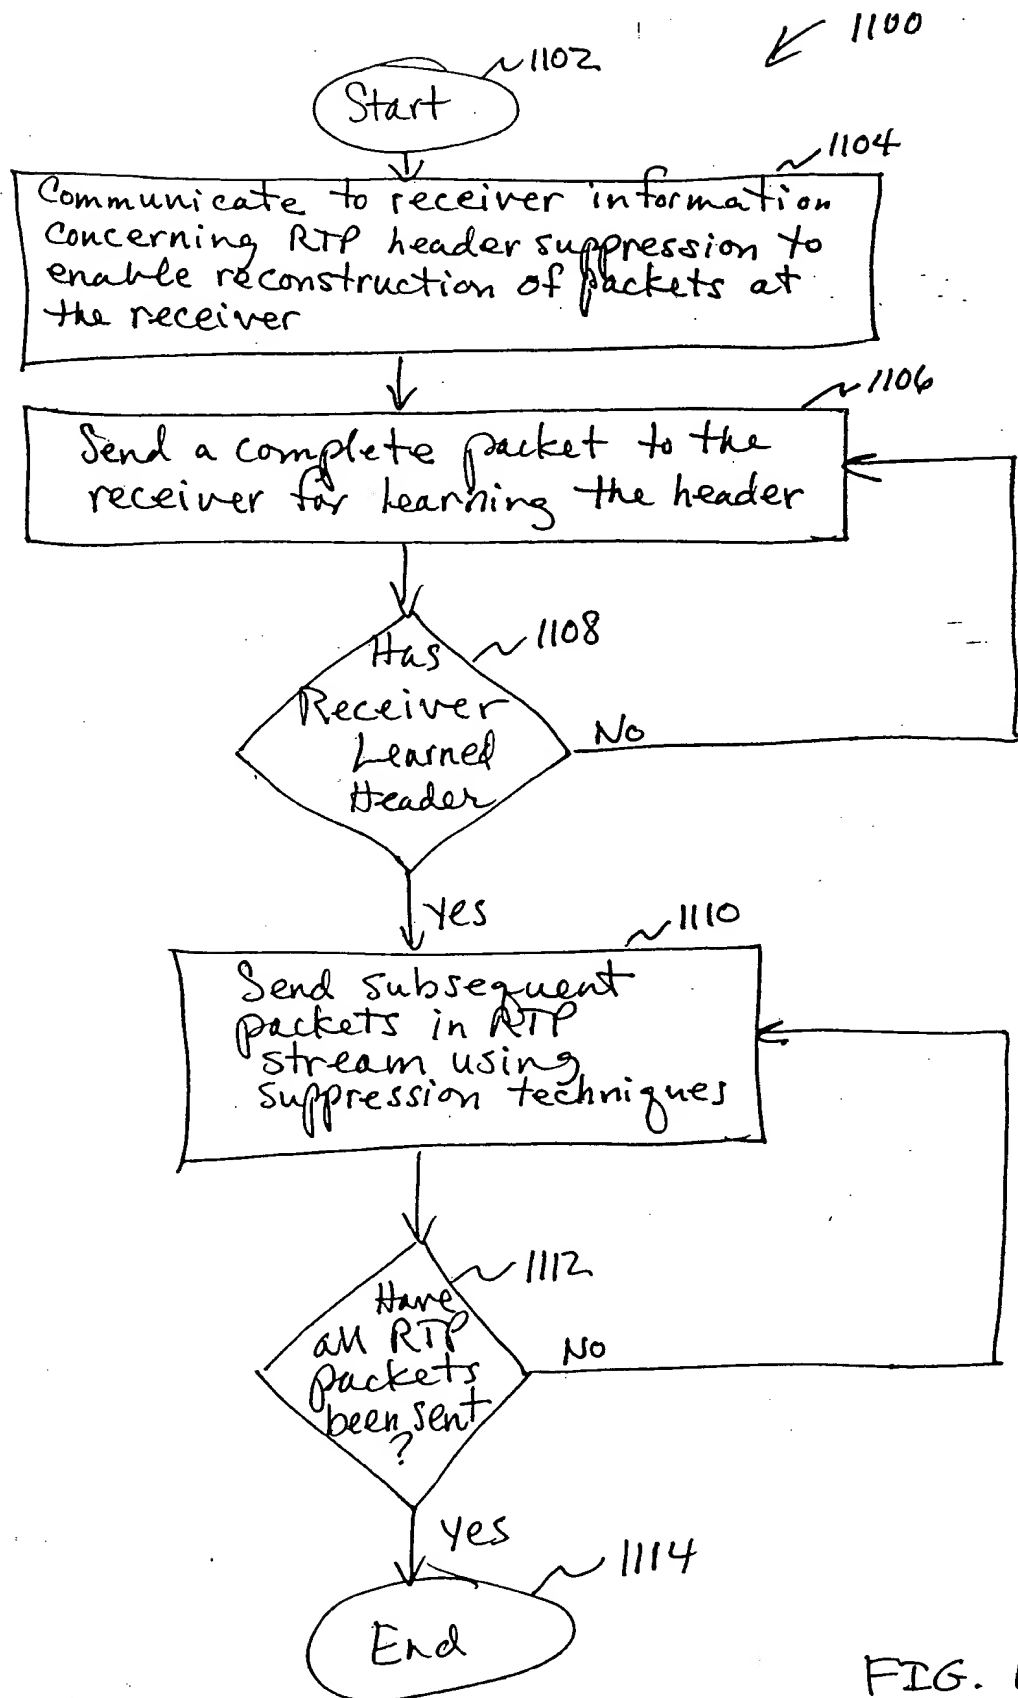 1100
1102
Start
1104
Communicate to receiver information
concerning RTP header suppression to
enable reconstruction of packets at
the receiver
1106
Send a complete packet to the
receiver for learning the header
1108
Has
Receiver
Learned
Header
No
Yes
1110
Send subsequent
packets in RTP
stream using
suppression techniques
1112
Have
all RTP
packets
been sent
?
No
Yes
1114
End
FIG.